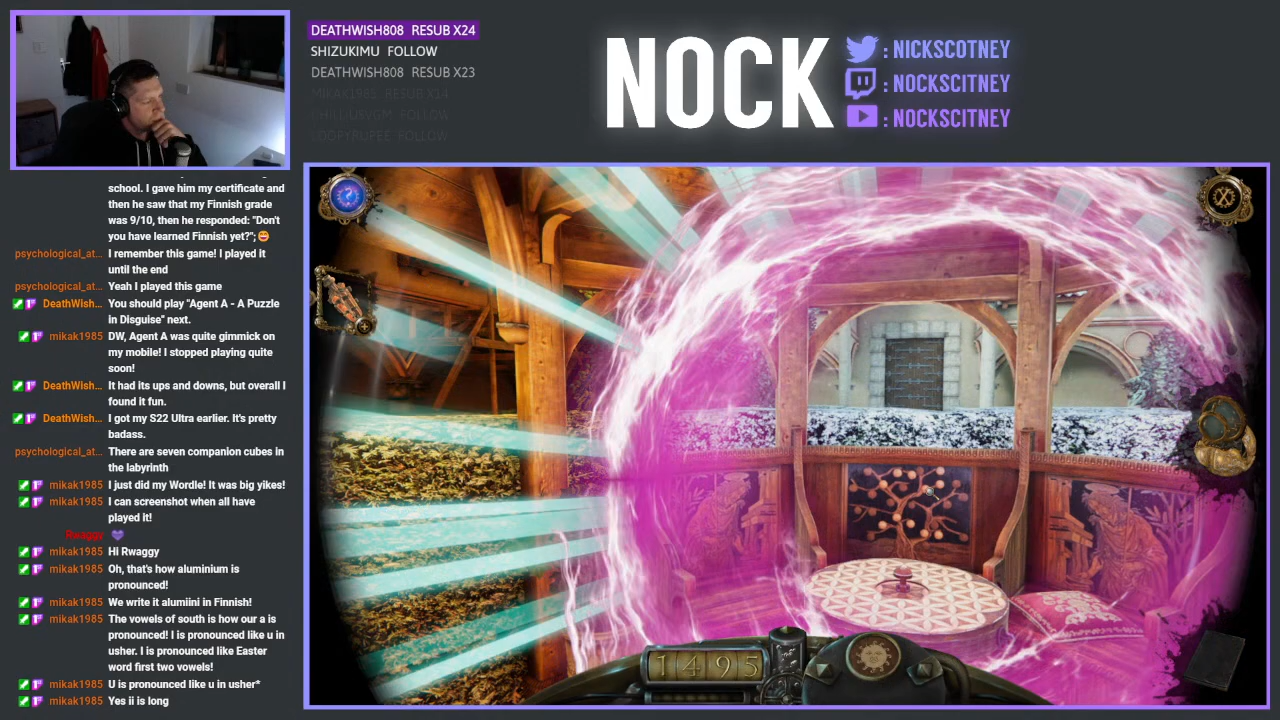 DEATHWISH808 RESUB X24
SHIZUKIMU FOLLOW
DEATHWISH808 RESUB X23
MIKAK1985 RESUB X14
LOOPYRUPEE FOLLOW
NOCK
: NICKSCOTNEY
: NOCKSCITNEY
: NOCKSCITNEY
school. I gave him my certificate and
then he saw that my Finnish grade
was 9/10, then he responded: "Don't
you have learned Finnish yet?";
psychological_at... I remember this game! I played it
until the end
psychological_at... Yeah I played this game
DeathWish... You should play "Agent A - A Puzzle
in Disguise" next.
mikak1985 DW, Agent A was quite gimmick on
my mobile! I stopped playing quite
soon!
DeathWish... It had its ups and downs, but overall I
found it fun.
DeathWish... I got my S22 Ultra earlier. It's pretty
badass.
psychological_at... There are seven companion cubes in
the labyrinth
mikak1985 I just did my Wordle! It was big yikes!
mikak1985 I can screenshot when all have
played it!
Rwaggy
mikak1985 Hi Rwaggy
mikak1985 Oh, that's how aluminium is
pronounced!
mikak1985 We write it alumiini in Finnish!
mikak1985 The vowels of south is how our a is
pronounced! I is pronounced like u in
usher. I is pronounced like Easter
word first two vowels!
mikak1985 U is pronounced like u in usher*
mikak1985 Yes ii is long
1495